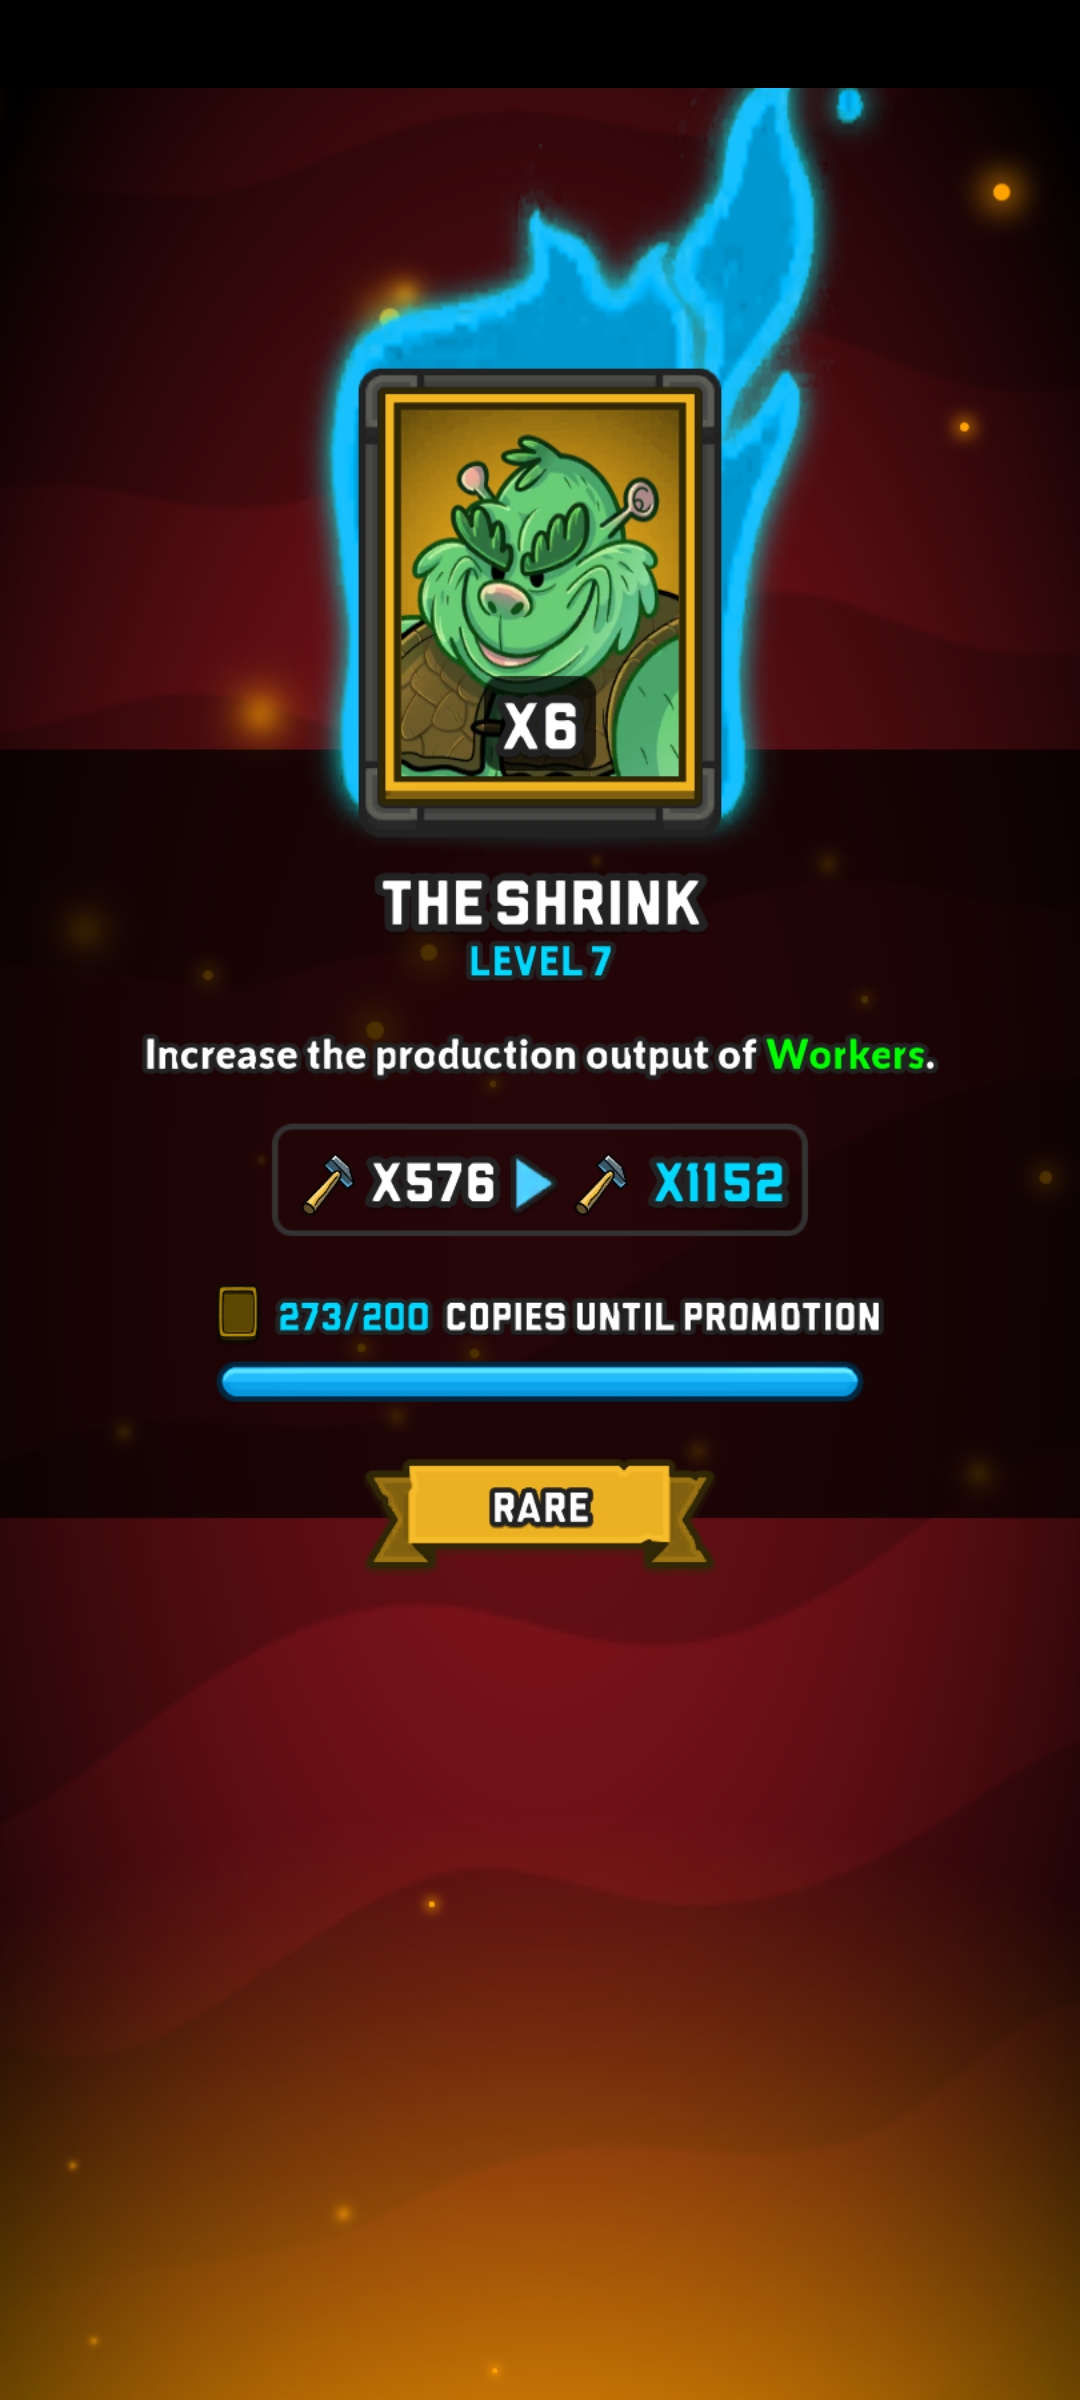 X6
THE SHRINK
LEVEL 7
Increase the production output of Workers.
X576 X1152
273/200 COPIES UNTIL PROMOTION
RARE